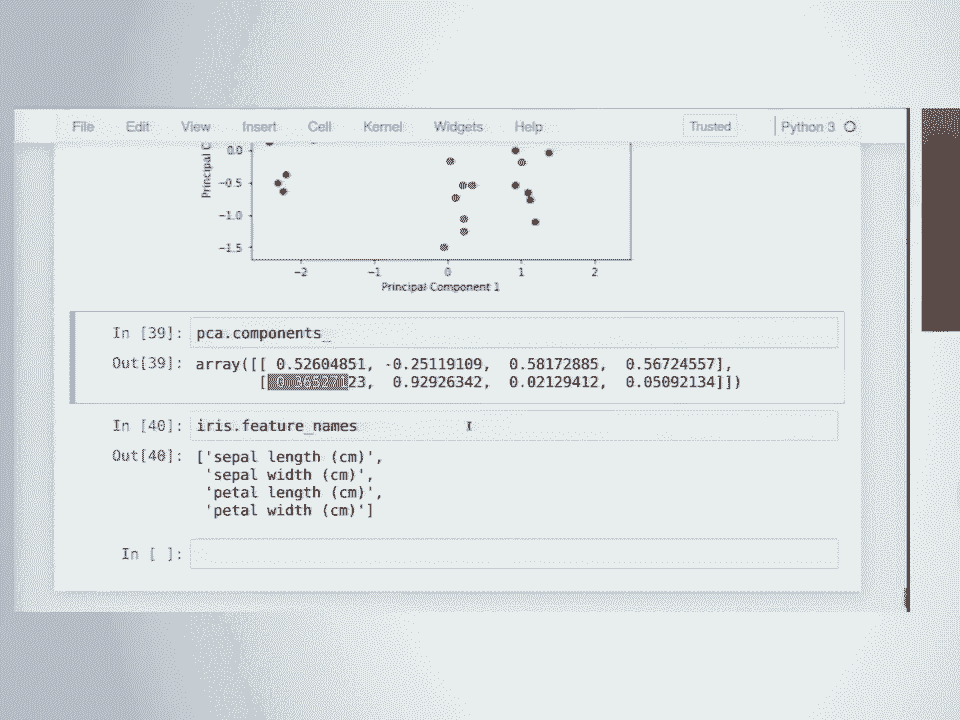 File Edit View Insert Cell Kernel Widgets Help Trusted Python 3
Principal C
0.0
−0.5
−1.0
−1.5
−2 −1 0 1 2
Principal Component 1
In [39]: pca.components_
Out[39]: array([[ 0.52604851, -0.25119109, 0.58172885, 0.56724557],
[ 0.36527123, 0.92926342, 0.02129412, 0.05092134]])
In [40]: iris.feature_names
Out[40]: ['sepal length (cm)',
'sepal width (cm)',
'petal length (cm)',
'petal width (cm)']
In [ ]: